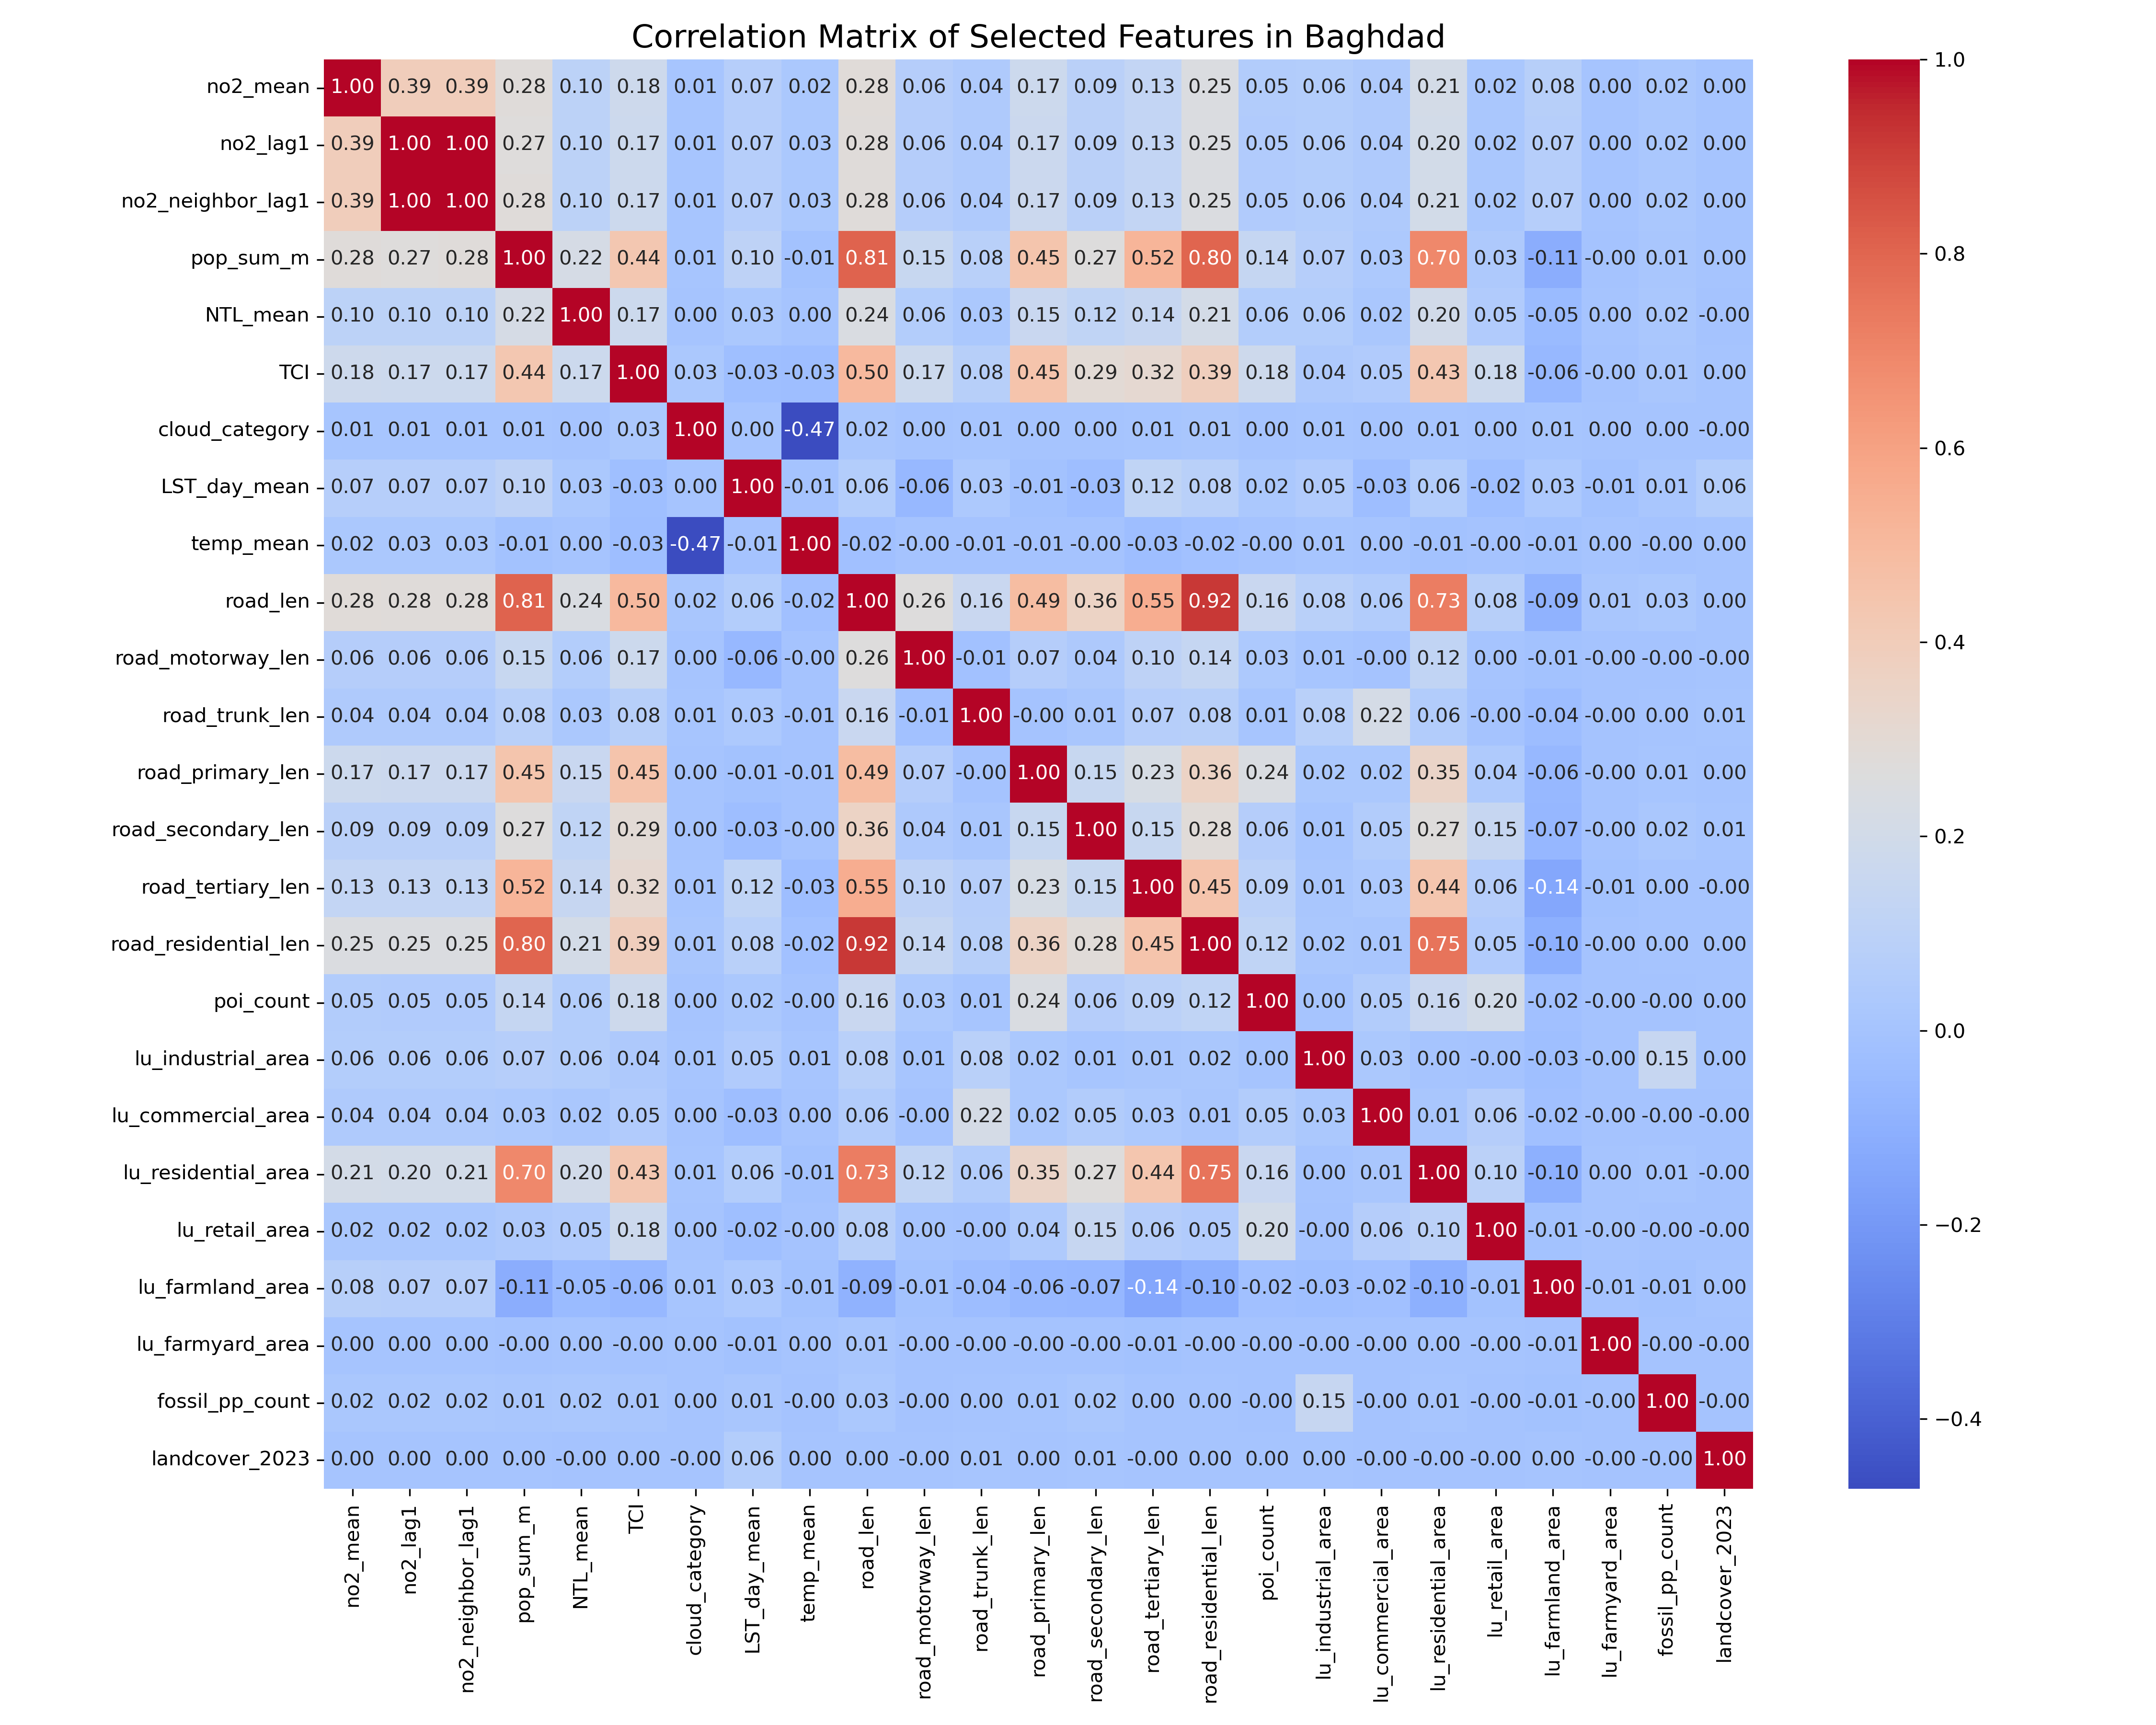 Correlation Matrix of Selected Features in Baghdad
no2_mean 1.00 0.39 0.39 0.28 0.10 0.18 0.01 0.07 0.02 0.28 0.06 0.04 0.17 0.09 0.13 0.25 0.05 0.06 0.04 0.21 0.02 0.08 0.00 0.02 0.00
no2_lag1 0.39 1.00 1.00 0.27 0.10 0.17 0.01 0.07 0.03 0.28 0.06 0.04 0.17 0.09 0.13 0.25 0.05 0.06 0.04 0.20 0.02 0.07 0.00 0.02 0.00
no2_neighbor_lag1 0.39 1.00 1.00 0.28 0.10 0.17 0.01 0.07 0.03 0.28 0.06 0.04 0.17 0.09 0.13 0.25 0.05 0.06 0.04 0.21 0.02 0.07 0.00 0.02 0.00
pop_sum_m 0.28 0.27 0.28 1.00 0.22 0.44 0.01 0.10 -0.01 0.81 0.15 0.08 0.45 0.27 0.52 0.80 0.14 0.07 0.03 0.70 0.03 -0.11 -0.00 0.01 0.00
NTL_mean 0.10 0.10 0.10 0.22 1.00 0.17 0.00 0.03 0.00 0.24 0.06 0.03 0.15 0.12 0.14 0.21 0.06 0.06 0.02 0.20 0.05 -0.05 0.00 0.02 -0.00
TCI 0.18 0.17 0.17 0.44 0.17 1.00 0.03 -0.03 -0.03 0.50 0.17 0.08 0.45 0.29 0.32 0.39 0.18 0.04 0.05 0.43 0.18 -0.06 -0.00 0.01 0.00
cloud_category 0.01 0.01 0.01 0.01 0.00 0.03 1.00 0.00 -0.47 0.02 0.00 0.01 0.00 0.00 0.01 0.01 0.00 0.01 0.00 0.01 0.00 0.01 0.00 0.00 -0.00
LST_day_mean 0.07 0.07 0.07 0.10 0.03 -0.03 0.00 1.00 -0.01 0.06 -0.06 0.03 -0.01 -0.03 0.12 0.08 0.02 0.05 -0.03 0.06 -0.02 0.03 -0.01 0.01 0.06
temp_mean 0.02 0.03 0.03 -0.01 0.00 -0.03 -0.47 -0.01 1.00 -0.02 -0.00 -0.01 -0.01 -0.00 -0.03 -0.02 -0.00 0.01 0.00 -0.01 -0.00 -0.01 0.00 -0.00 0.00
road_len 0.28 0.28 0.28 0.81 0.24 0.50 0.02 0.06 -0.02 1.00 0.26 0.16 0.49 0.36 0.55 0.92 0.16 0.08 0.06 0.73 0.08 -0.09 0.01 0.03 0.00
road_motorway_len 0.06 0.06 0.06 0.15 0.06 0.17 0.00 -0.06 -0.00 0.26 1.00 -0.01 0.07 0.04 0.10 0.14 0.03 0.01 -0.00 0.12 0.00 -0.01 -0.00 -0.00 -0.00
road_trunk_len 0.04 0.04 0.04 0.08 0.03 0.08 0.01 0.03 -0.01 0.16 -0.01 1.00 -0.00 0.01 0.07 0.08 0.01 0.08 0.22 0.06 -0.00 -0.04 -0.00 0.00 0.01
road_primary_len 0.17 0.17 0.17 0.45 0.15 0.45 0.00 -0.01 -0.01 0.49 0.07 -0.00 1.00 0.15 0.23 0.36 0.24 0.02 0.02 0.35 0.04 -0.06 -0.00 0.01 0.00
road_secondary_len 0.09 0.09 0.09 0.27 0.12 0.29 0.00 -0.03 -0.00 0.36 0.04 0.01 0.15 1.00 0.15 0.28 0.06 0.01 0.05 0.27 0.15 -0.07 -0.00 0.02 0.01
road_tertiary_len 0.13 0.13 0.13 0.52 0.14 0.32 0.01 0.12 -0.03 0.55 0.10 0.07 0.23 0.15 1.00 0.45 0.09 0.01 0.03 0.44 0.06 -0.14 -0.01 0.00 -0.00
road_residential_len 0.25 0.25 0.25 0.80 0.21 0.39 0.01 0.08 -0.02 0.92 0.14 0.08 0.36 0.28 0.45 1.00 0.12 0.02 0.01 0.75 0.05 -0.10 -0.00 0.00 0.00
poi_count 0.05 0.05 0.05 0.14 0.06 0.18 0.00 0.02 -0.00 0.16 0.03 0.01 0.24 0.06 0.09 0.12 1.00 0.00 0.05 0.16 0.20 -0.02 -0.00 -0.00 0.00
lu_industrial_area 0.06 0.06 0.06 0.07 0.06 0.04 0.01 0.05 0.01 0.08 0.01 0.08 0.02 0.01 0.01 0.02 0.00 1.00 0.03 0.00 -0.00 -0.03 -0.00 0.15 0.00
lu_commercial_area 0.04 0.04 0.04 0.03 0.02 0.05 0.00 -0.03 0.00 0.06 -0.00 0.22 0.02 0.05 0.03 0.01 0.05 0.03 1.00 0.01 0.06 -0.02 -0.00 -0.00 -0.00
lu_residential_area 0.21 0.20 0.21 0.70 0.20 0.43 0.01 0.06 -0.01 0.73 0.12 0.06 0.35 0.27 0.44 0.75 0.16 0.00 0.01 1.00 0.10 -0.10 0.00 0.01 -0.00
lu_retail_area 0.02 0.02 0.02 0.03 0.05 0.18 0.00 -0.02 -0.00 0.08 0.00 -0.00 0.04 0.15 0.06 0.05 0.20 -0.00 0.06 0.10 1.00 -0.01 -0.00 -0.00 -0.00
lu_farmland_area 0.08 0.07 0.07 -0.11 -0.05 -0.06 0.01 0.03 -0.01 -0.09 -0.01 -0.04 -0.06 -0.07 -0.14 -0.10 -0.02 -0.03 -0.02 -0.10 -0.01 1.00 -0.01 -0.01 0.00
lu_farmyard_area 0.00 0.00 0.00 -0.00 0.00 -0.00 0.00 -0.01 0.00 0.01 -0.00 -0.00 -0.00 -0.00 -0.01 -0.00 -0.00 -0.00 -0.00 0.00 -0.00 -0.01 1.00 -0.00 -0.00
fossil_pp_count 0.02 0.02 0.02 0.01 0.02 0.01 0.00 0.01 -0.00 0.03 -0.00 0.00 0.01 0.02 0.00 0.00 -0.00 0.15 -0.00 0.01 -0.00 -0.01 -0.00 1.00 -0.00
landcover_2023 0.00 0.00 0.00 0.00 -0.00 0.00 -0.00 0.06 0.00 0.00 -0.00 0.01 0.00 0.01 -0.00 0.00 0.00 0.00 -0.00 -0.00 -0.00 0.00 -0.00 -0.00 1.00
no2_mean no2_lag1 no2_neighbor_lag1 pop_sum_m NTL_mean TCI cloud_category LST_day_mean temp_mean road_len road_motorway_len road_trunk_len road_primary_len road_secondary_len road_tertiary_len road_residential_len poi_count lu_industrial_area lu_commercial_area lu_residential_area lu_retail_area lu_farmland_area lu_farmyard_area fossil_pp_count landcover_2023
1.0
0.8
0.6
0.4
0.2
0.0
−0.2
−0.4